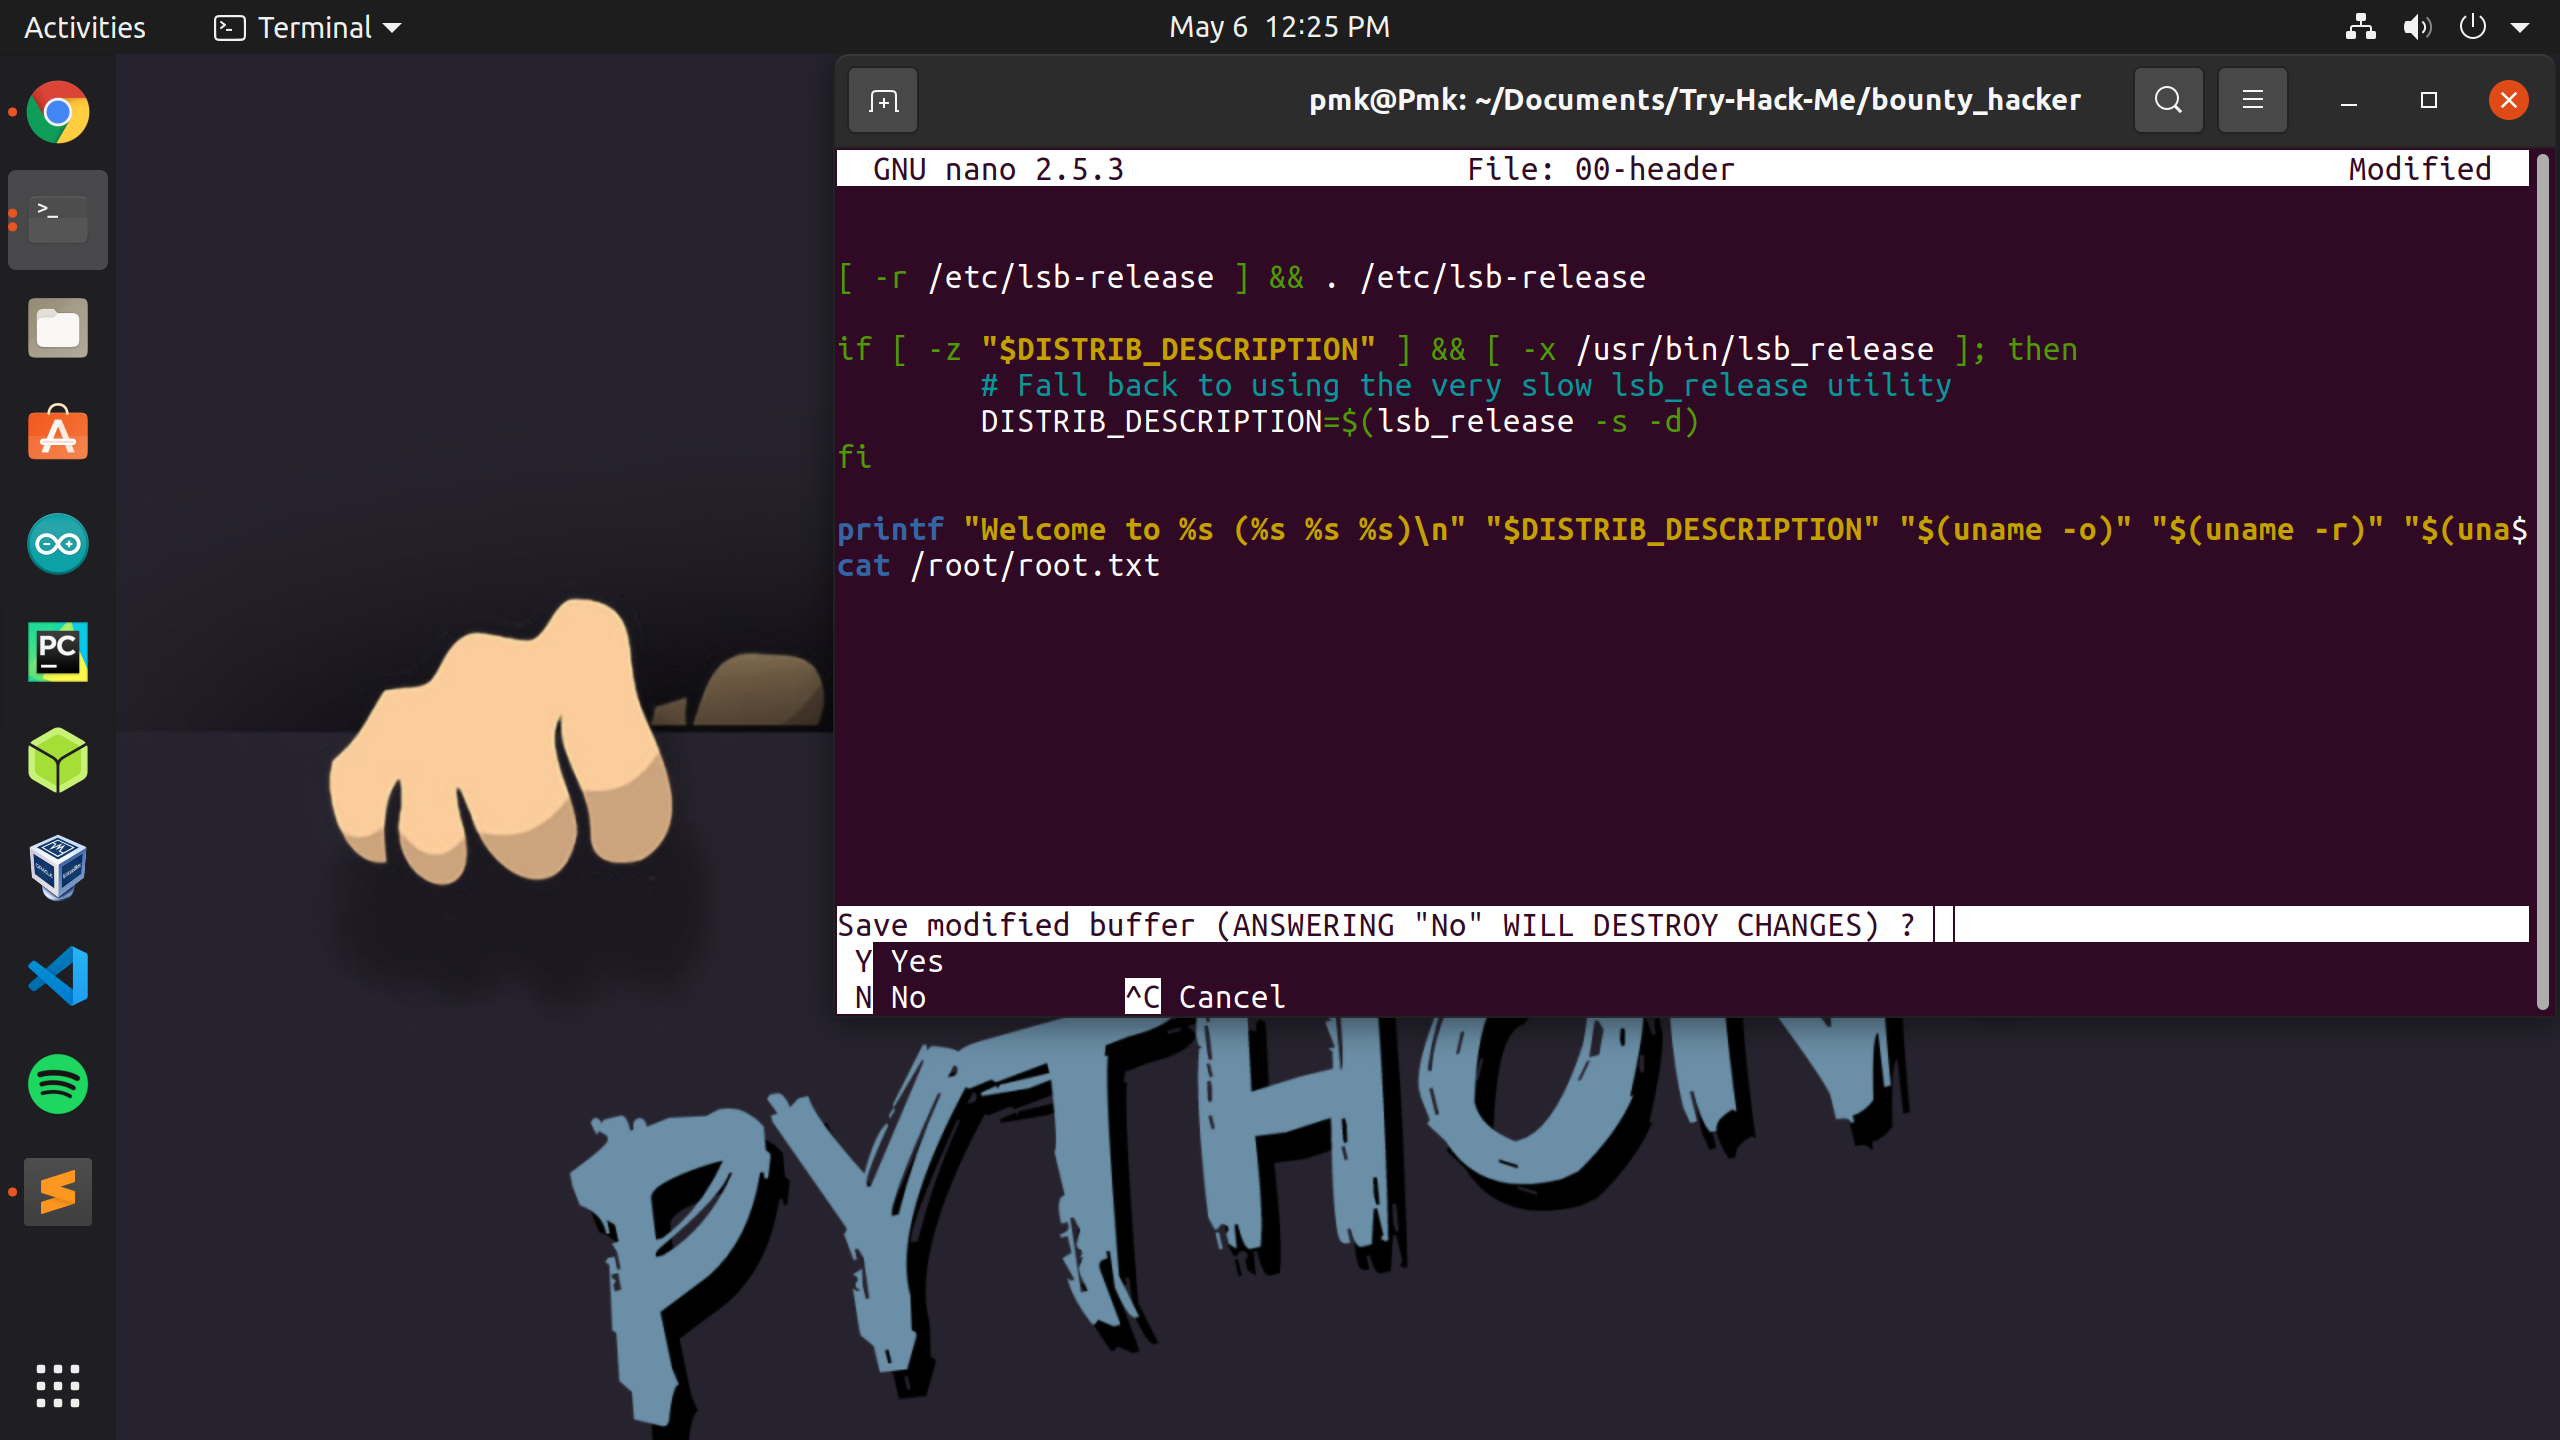 Activities
Terminal
May 6 12:25 PM
pmk@Pmk: ~/Documents/Try-Hack-Me/bounty_hacker
GNU nano 2.5.3 File: 00-header Modified
[ -r /etc/lsb-release ] && . /etc/lsb-release
if [ -z "$DISTRIB_DESCRIPTION" ] && [ -x /usr/bin/lsb_release ]; then
# Fall back to using the very slow lsb_release utility
DISTRIB_DESCRIPTION=$(lsb_release -s -d)
fi
printf "Welcome to %s (%s %s %s)\n" "$DISTRIB_DESCRIPTION" "$(uname -o)" "$(uname -r)" "$(una$
cat /root/root.txt
Save modified buffer (ANSWERING "No" WILL DESTROY CHANGES) ?
Y Yes
N No ^C Cancel
PC
PYTHON